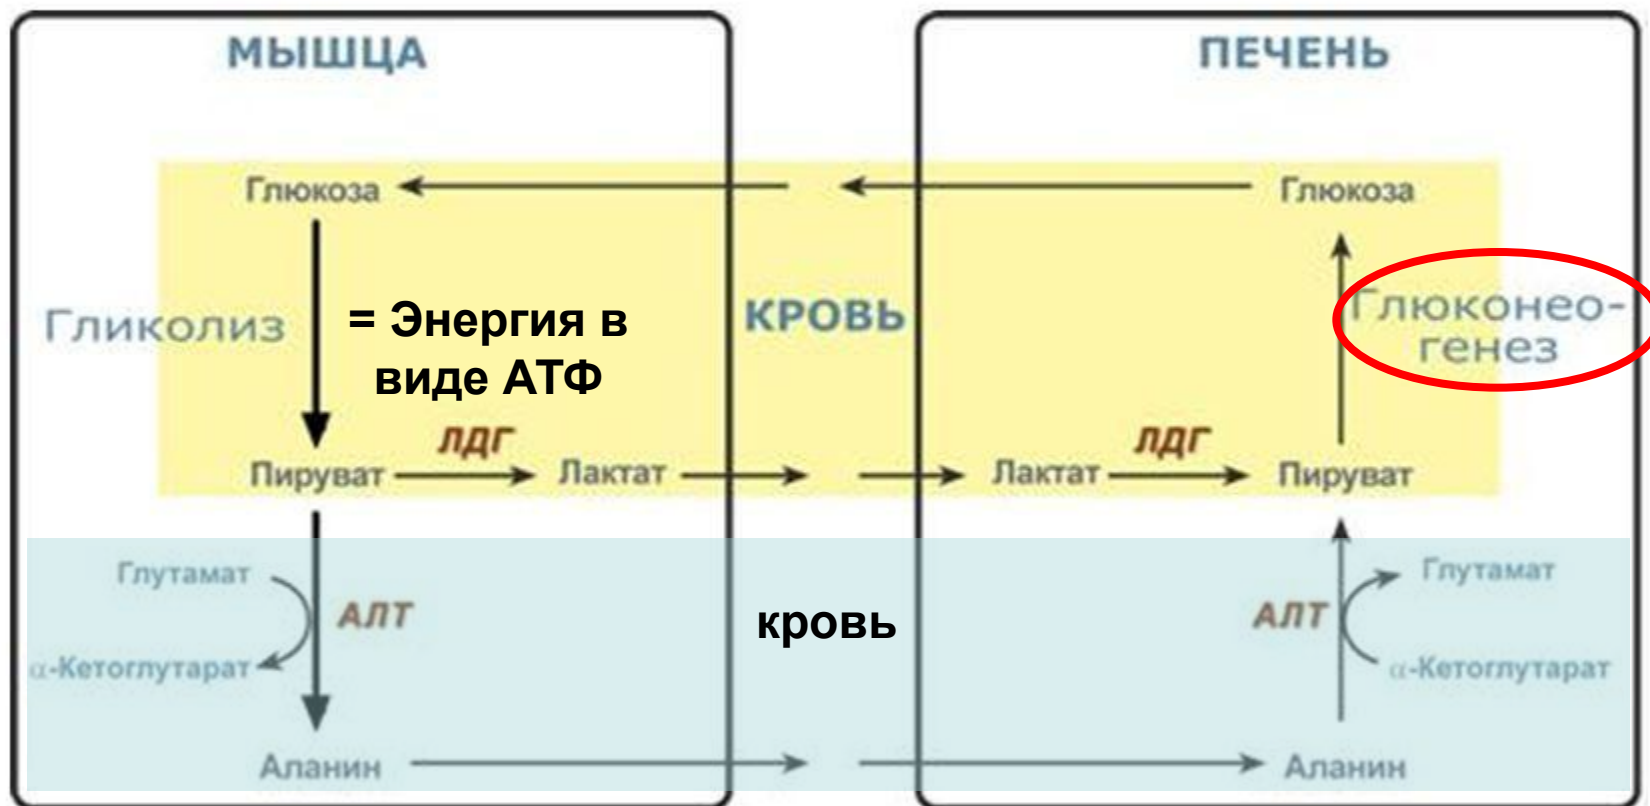 МЫШЦА
ПЕЧЕНЬ
Глюкоза
Глюкоза
Гликолиз
= Энергия в
виде АТФ
КРОВЬ
Глюконео-
генез
Пируват
ЛДГ
Лактат
Лактат
ЛДГ
Пируват
Глутамат
АЛТ
α-Кетоглутарат
кровь
АЛТ
Глутамат
α-Кетоглутарат
Аланин
Аланин